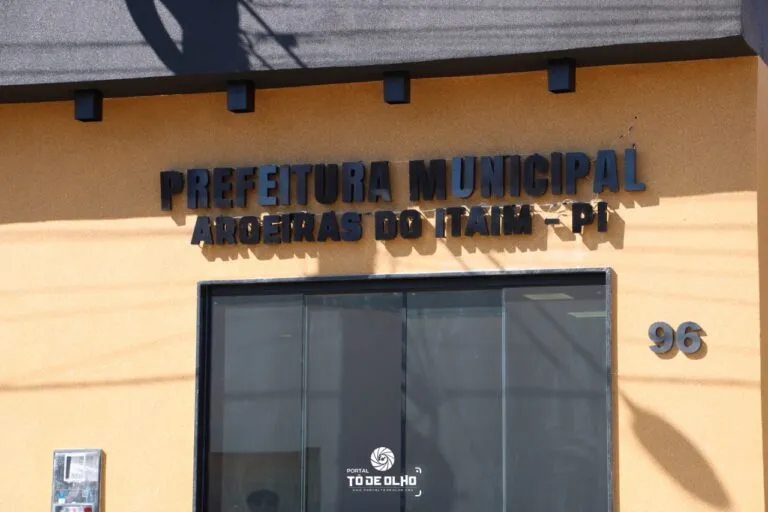 PREFEITURA MUNICIPAL
AROEIRAS DO ITAIM - PI
96
PORTAL
TÔ DE OLHO